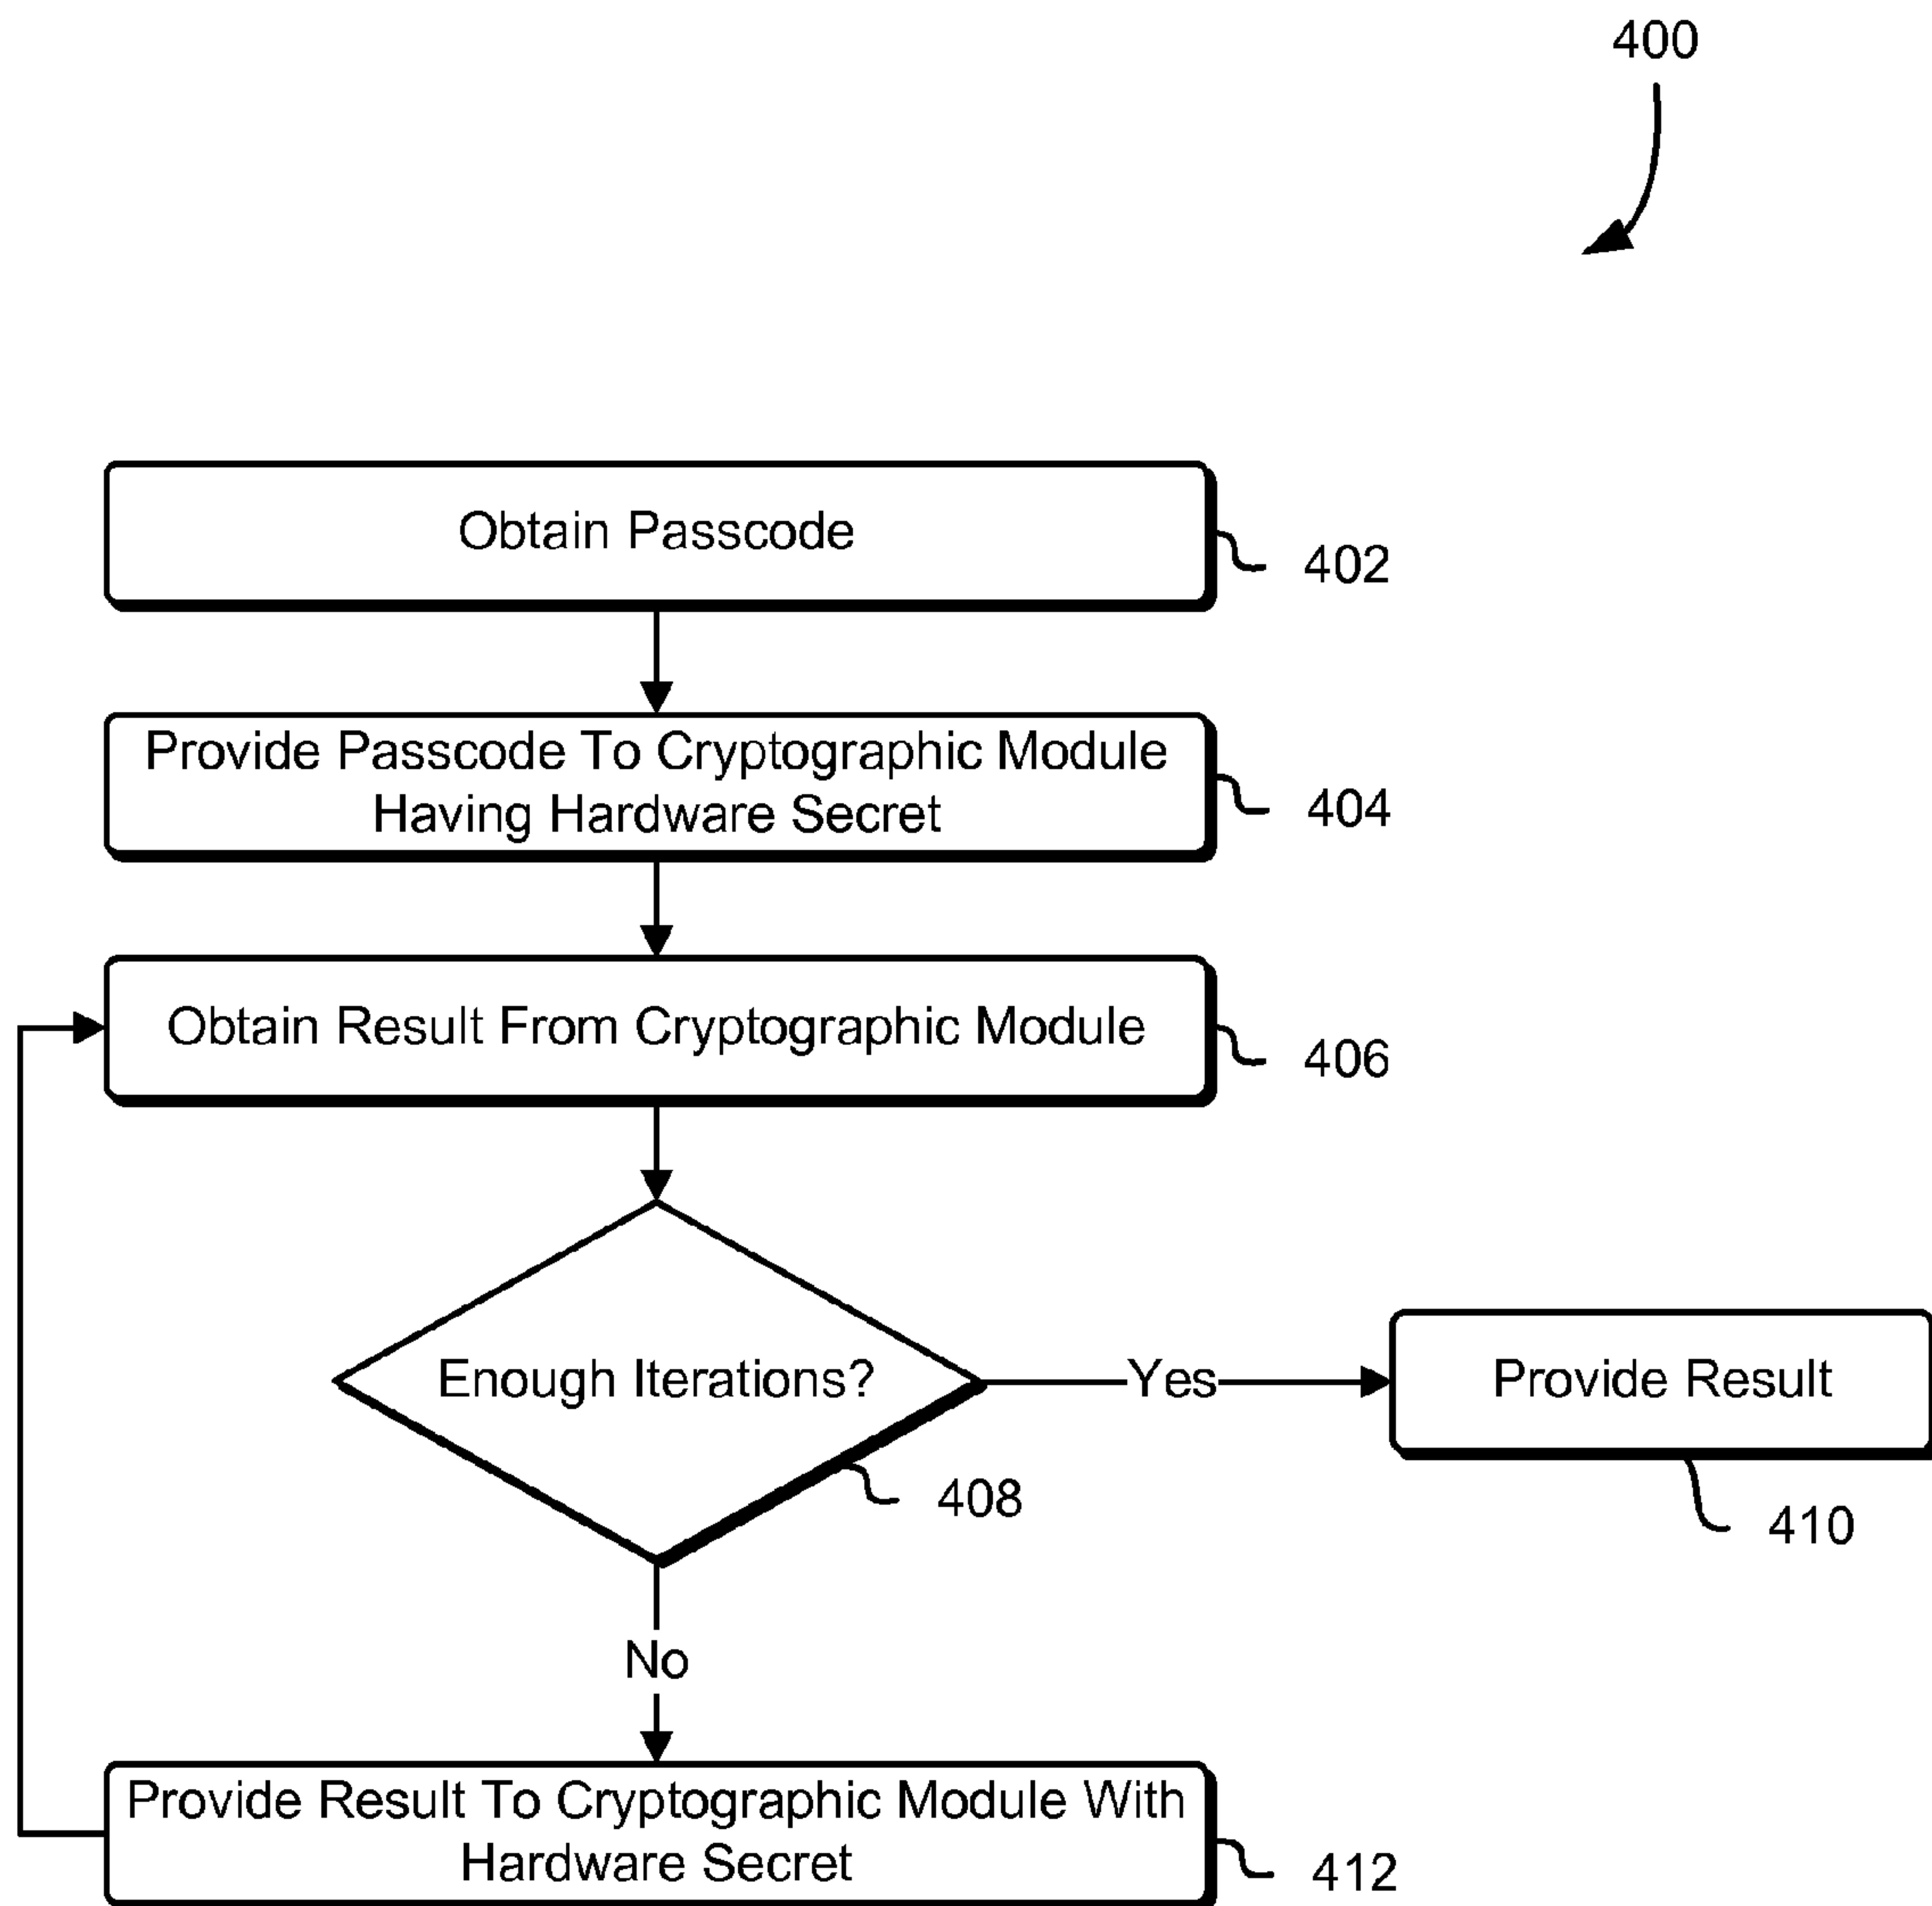 400
Obtain Passcode
402
Provide Passcode To Cryptographic Module
Having Hardware Secret
404
Obtain Result From Cryptographic Module
406
Enough Iterations?
Yes
Provide Result
408
410
No
Provide Result To Cryptographic Module With
Hardware Secret
412